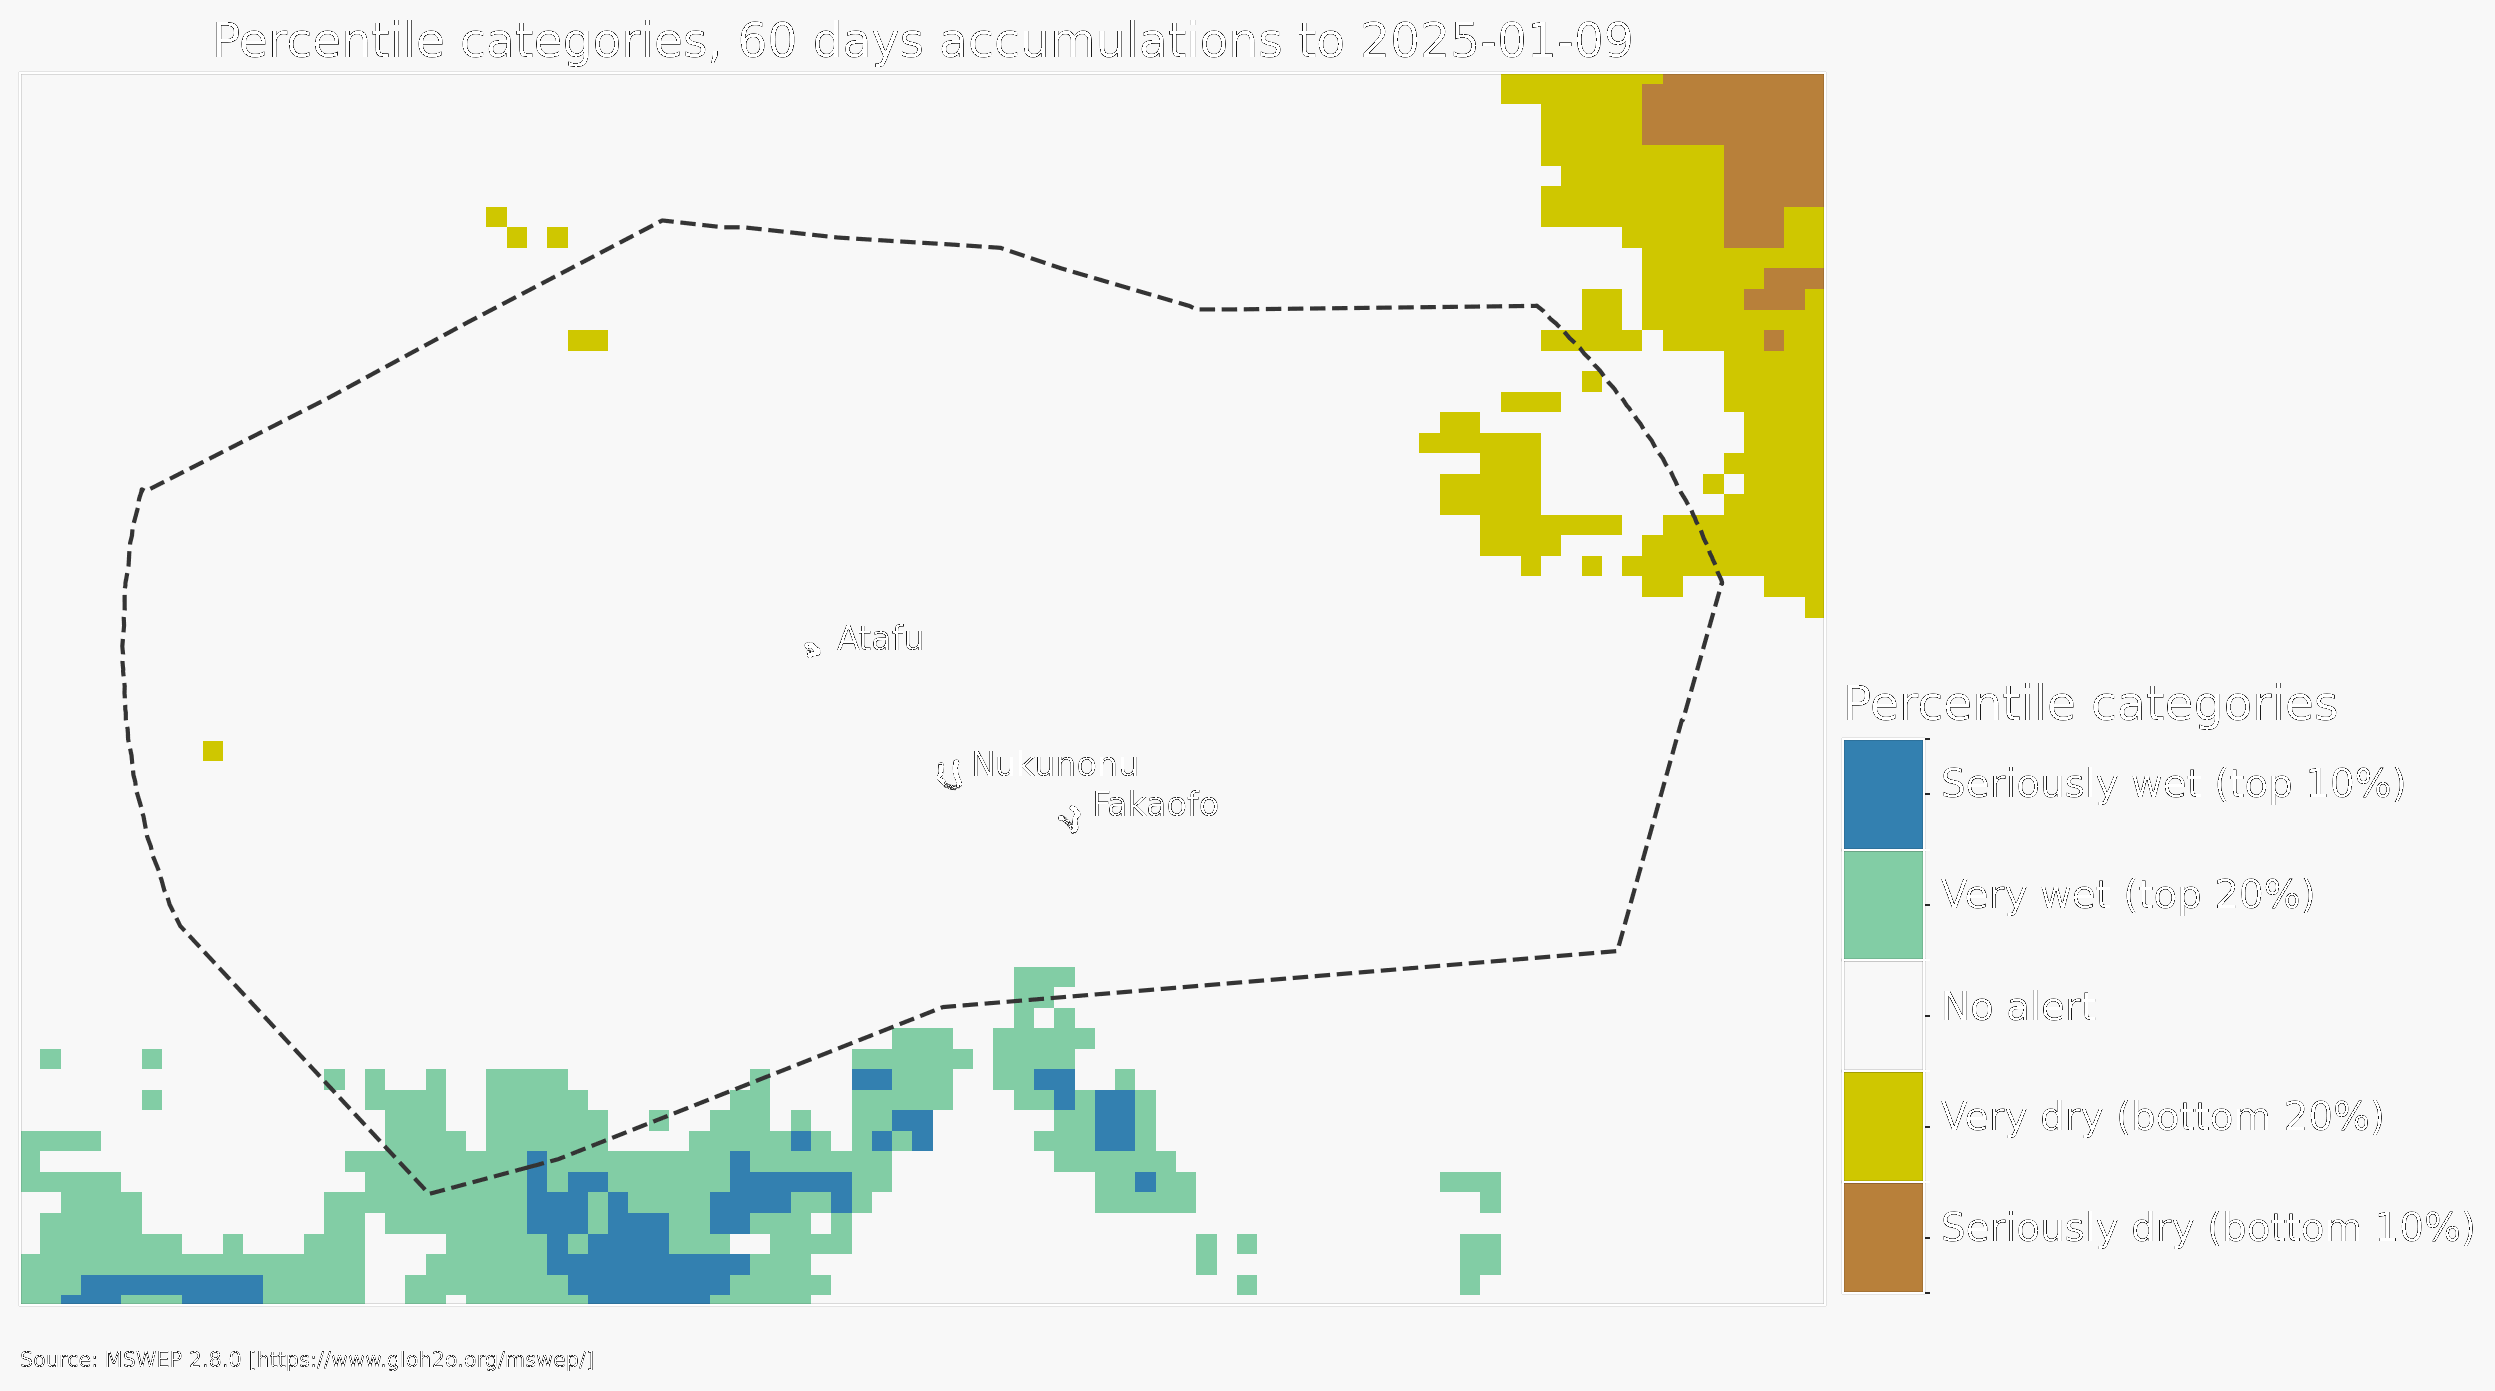 Percentile categories, 60 days accumulations to 2025-01-09
Atafu
Nukunonu
Fakaofo
Percentile categories
Seriously wet (top 10%)
Very wet (top 20%)
No alert
Very dry (bottom 20%)
Seriously dry (bottom 10%)
Source: MSWEP 2.8.0 [https://www.gloh2o.org/mswep/]